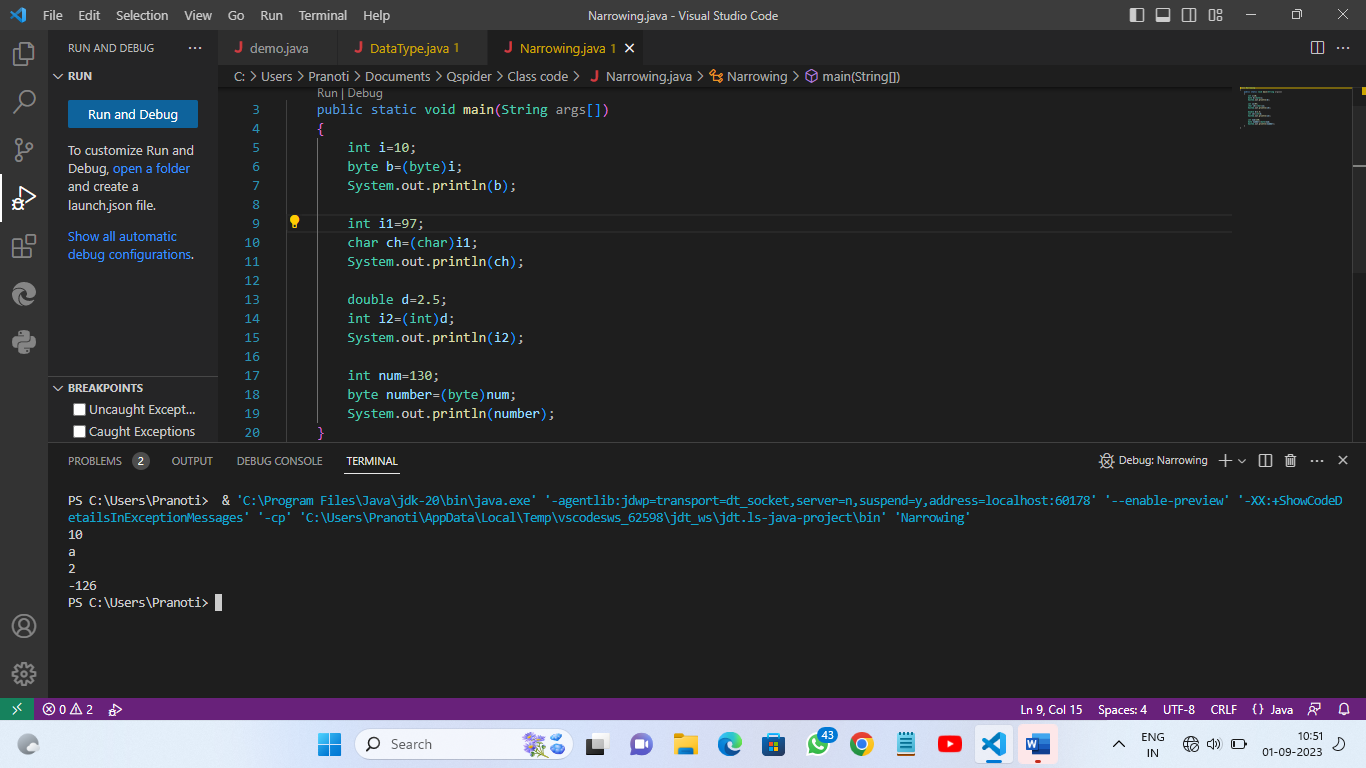 File Edit Selection View Go Run Terminal Help Narrowing.java - Visual Studio Code
RUN AND DEBUG ···
RUN
Run and Debug
To customize Run and
Debug, open a folder
and create a
launch.json file.
Show all automatic
debug configurations.
BREAKPOINTS
Uncaught Except...
Caught Exceptions
J demo.java J DataType.java 1 J Narrowing.java 1
C: > Users > Pranoti > Documents > Qspider > Class code > J Narrowing.java > Narrowing > main(String[])
Run | Debug
3 public static void main(String args[])
4 {
5 int i=10;
6 byte b=(byte)i;
7 System.out.println(b);
8
9 int i1=97;
10 char ch=(char)i1;
11 System.out.println(ch);
12
13 double d=2.5;
14 int i2=(int)d;
15 System.out.println(i2);
16
17 int num=130;
18 byte number=(byte)num;
19 System.out.println(number);
20 }
PROBLEMS 2 OUTPUT DEBUG CONSOLE TERMINAL Debug: Narrowing
PS C:\Users\Pranoti> & 'C:\Program Files\Java\jdk-20\bin\java.exe' '-agentlib:jdwp=transport=dt_socket,server=n,suspend=y,address=localhost:60178' '--enable-preview' '-XX:+ShowCodeD
etailsInExceptionMessages' '-cp' 'C:\Users\Pranoti\AppData\Local\Temp\vscodesws_62598\jdt_ws\jdt.ls-java-project\bin' 'Narrowing'
10
a
2
-126
PS C:\Users\Pranoti>
0 2 Ln 9, Col 15 Spaces: 4 UTF-8 CRLF {} Java
Search 43 W ENG
IN 10:51
01-09-2023